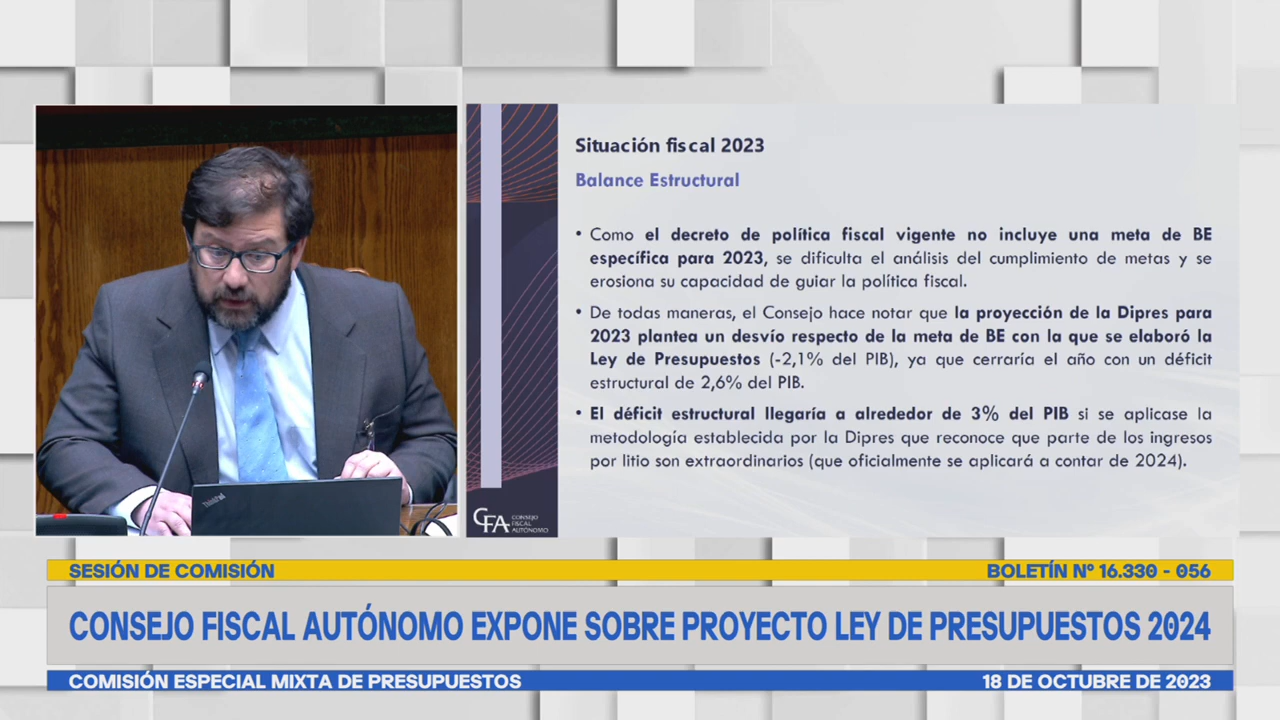 Situación fiscal 2023
Balance Estructural
• Como el decreto de política fiscal vigente no incluye una meta de BE
específica para 2023, se dificulta el análisis del cumplimiento de metas y se
erosiona su capacidad de guiar la política fiscal.
• De todas maneras, el Consejo hace notar que la proyección de la Dipres para
2023 plantea un desvío respecto de la meta de BE con la que se elaboró la
Ley de Presupuestos (-2,1% del PIB), ya que cerraría el año con un déficit
estructural de 2,6% del PIB.
• El déficit estructural llegaría a alrededor de 3% del PIB si se aplicase la
metodología establecida por la Dipres que reconoce que parte de los ingresos
por litio son extraordinarios (que oficialmente se aplicará a contar de 2024).
CFA CONSEJO
FISCAL
AUTÓNOMO
ThinkPad
SESIÓN DE COMISIÓN
BOLETÍN N° 16.330 - 056
CONSEJO FISCAL AUTÓNOMO EXPONE SOBRE PROYECTO LEY DE PRESUPUESTOS 2024
COMISIÓN ESPECIAL MIXTA DE PRESUPUESTOS
18 DE OCTUBRE DE 2023